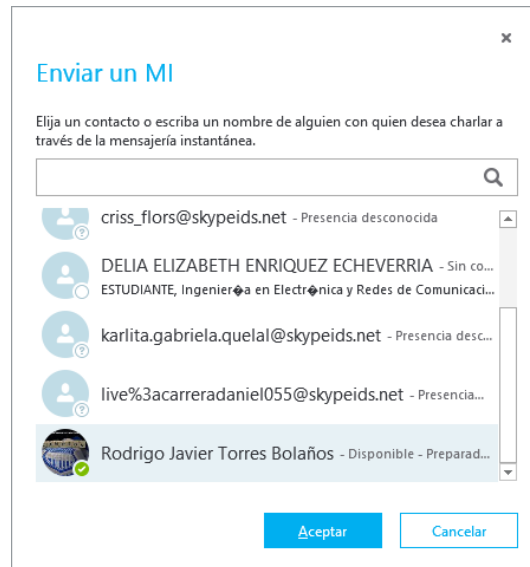 Enviar un MI
Elija un contacto o escriba un nombre de alguien con quien desea charlar a
través de la mensajería instantánea.
criss_flors@skypeids.net - Presencia desconocida
DELIA ELIZABETH ENRIQUEZ ECHEVERRIA - Sin co...
ESTUDIANTE, Ingenier�a en Electr�nica y Redes de Comunicaci...
karlita.gabriela.quelal@skypeids.net - Presencia desc...
live%3acarreradaniel055@skypeids.net - Presencia...
Rodrigo Javier Torres Bolaños - Disponible - Preparad...
Aceptar Cancelar